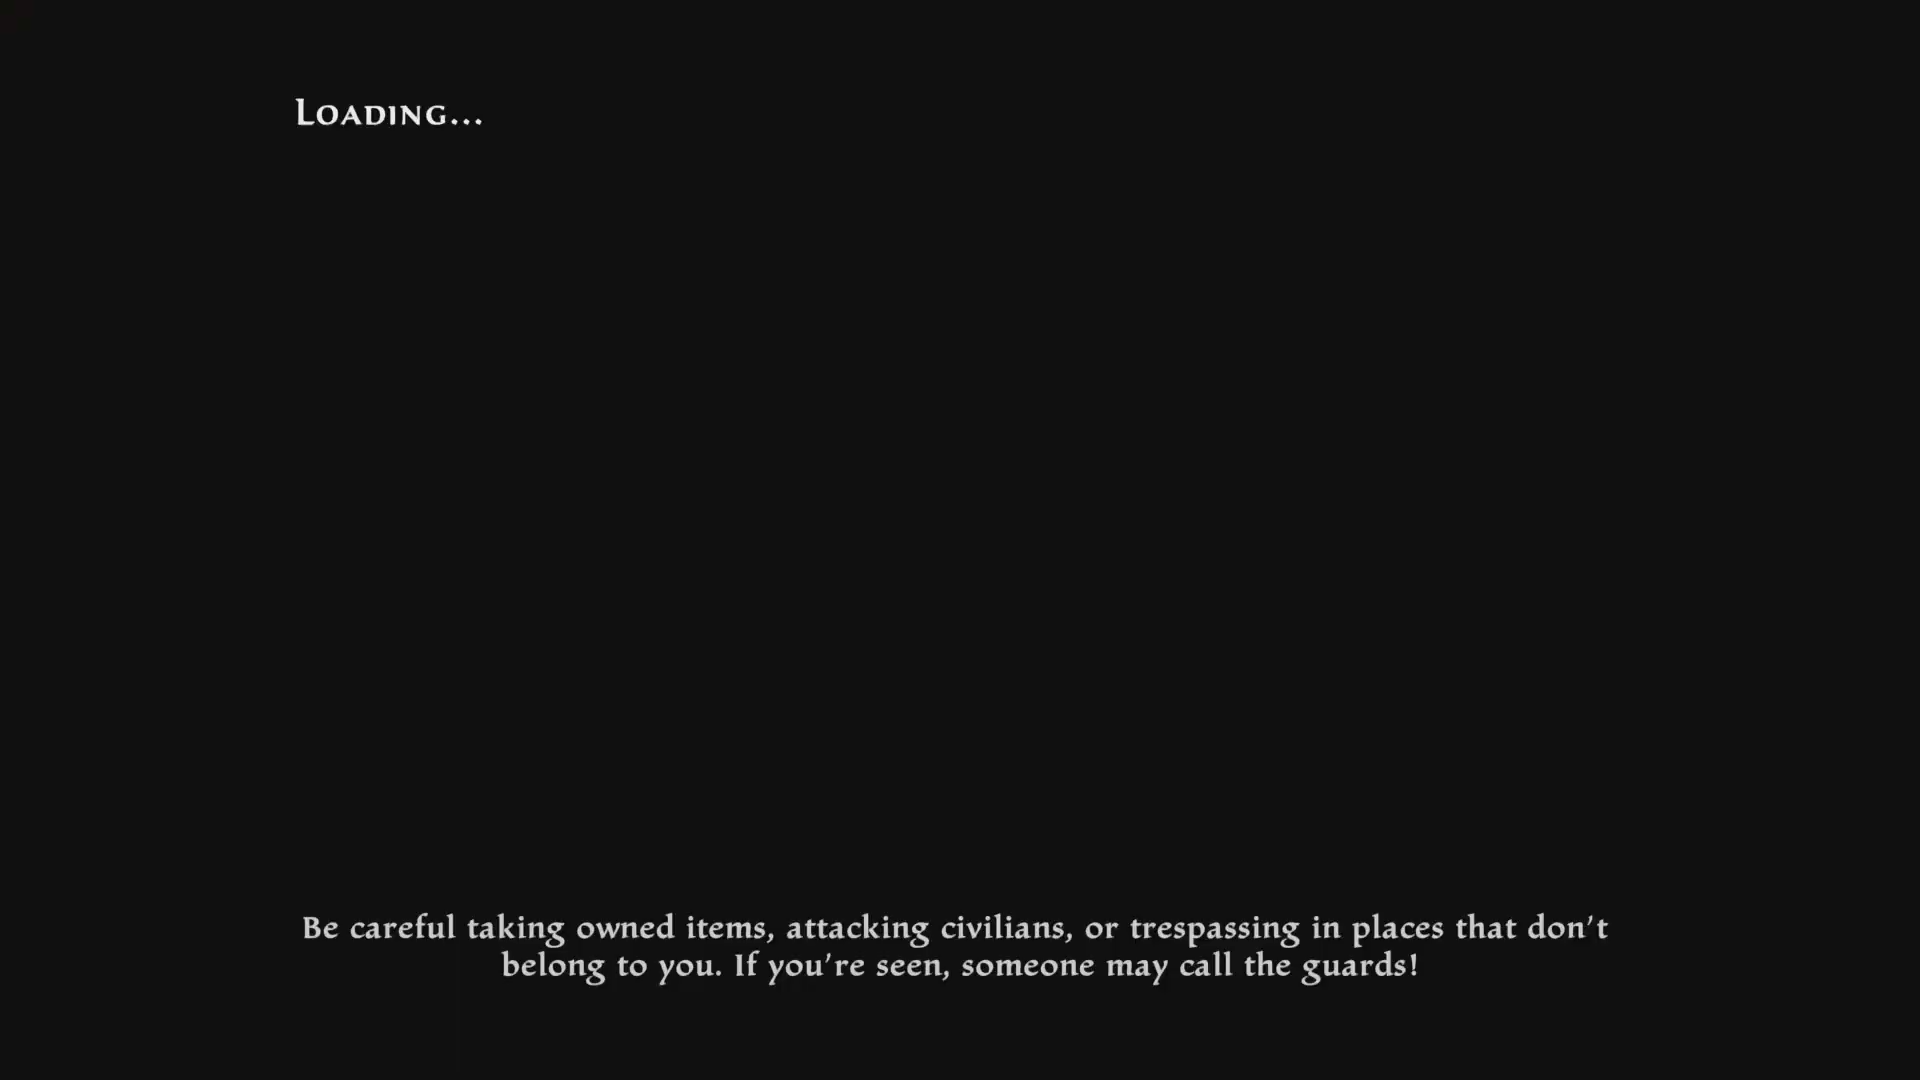 Loading...
Be careful taking owned items, attacking civilians, or trespassing in places that don't
belong to you. If you're seen, someone may call the guards!